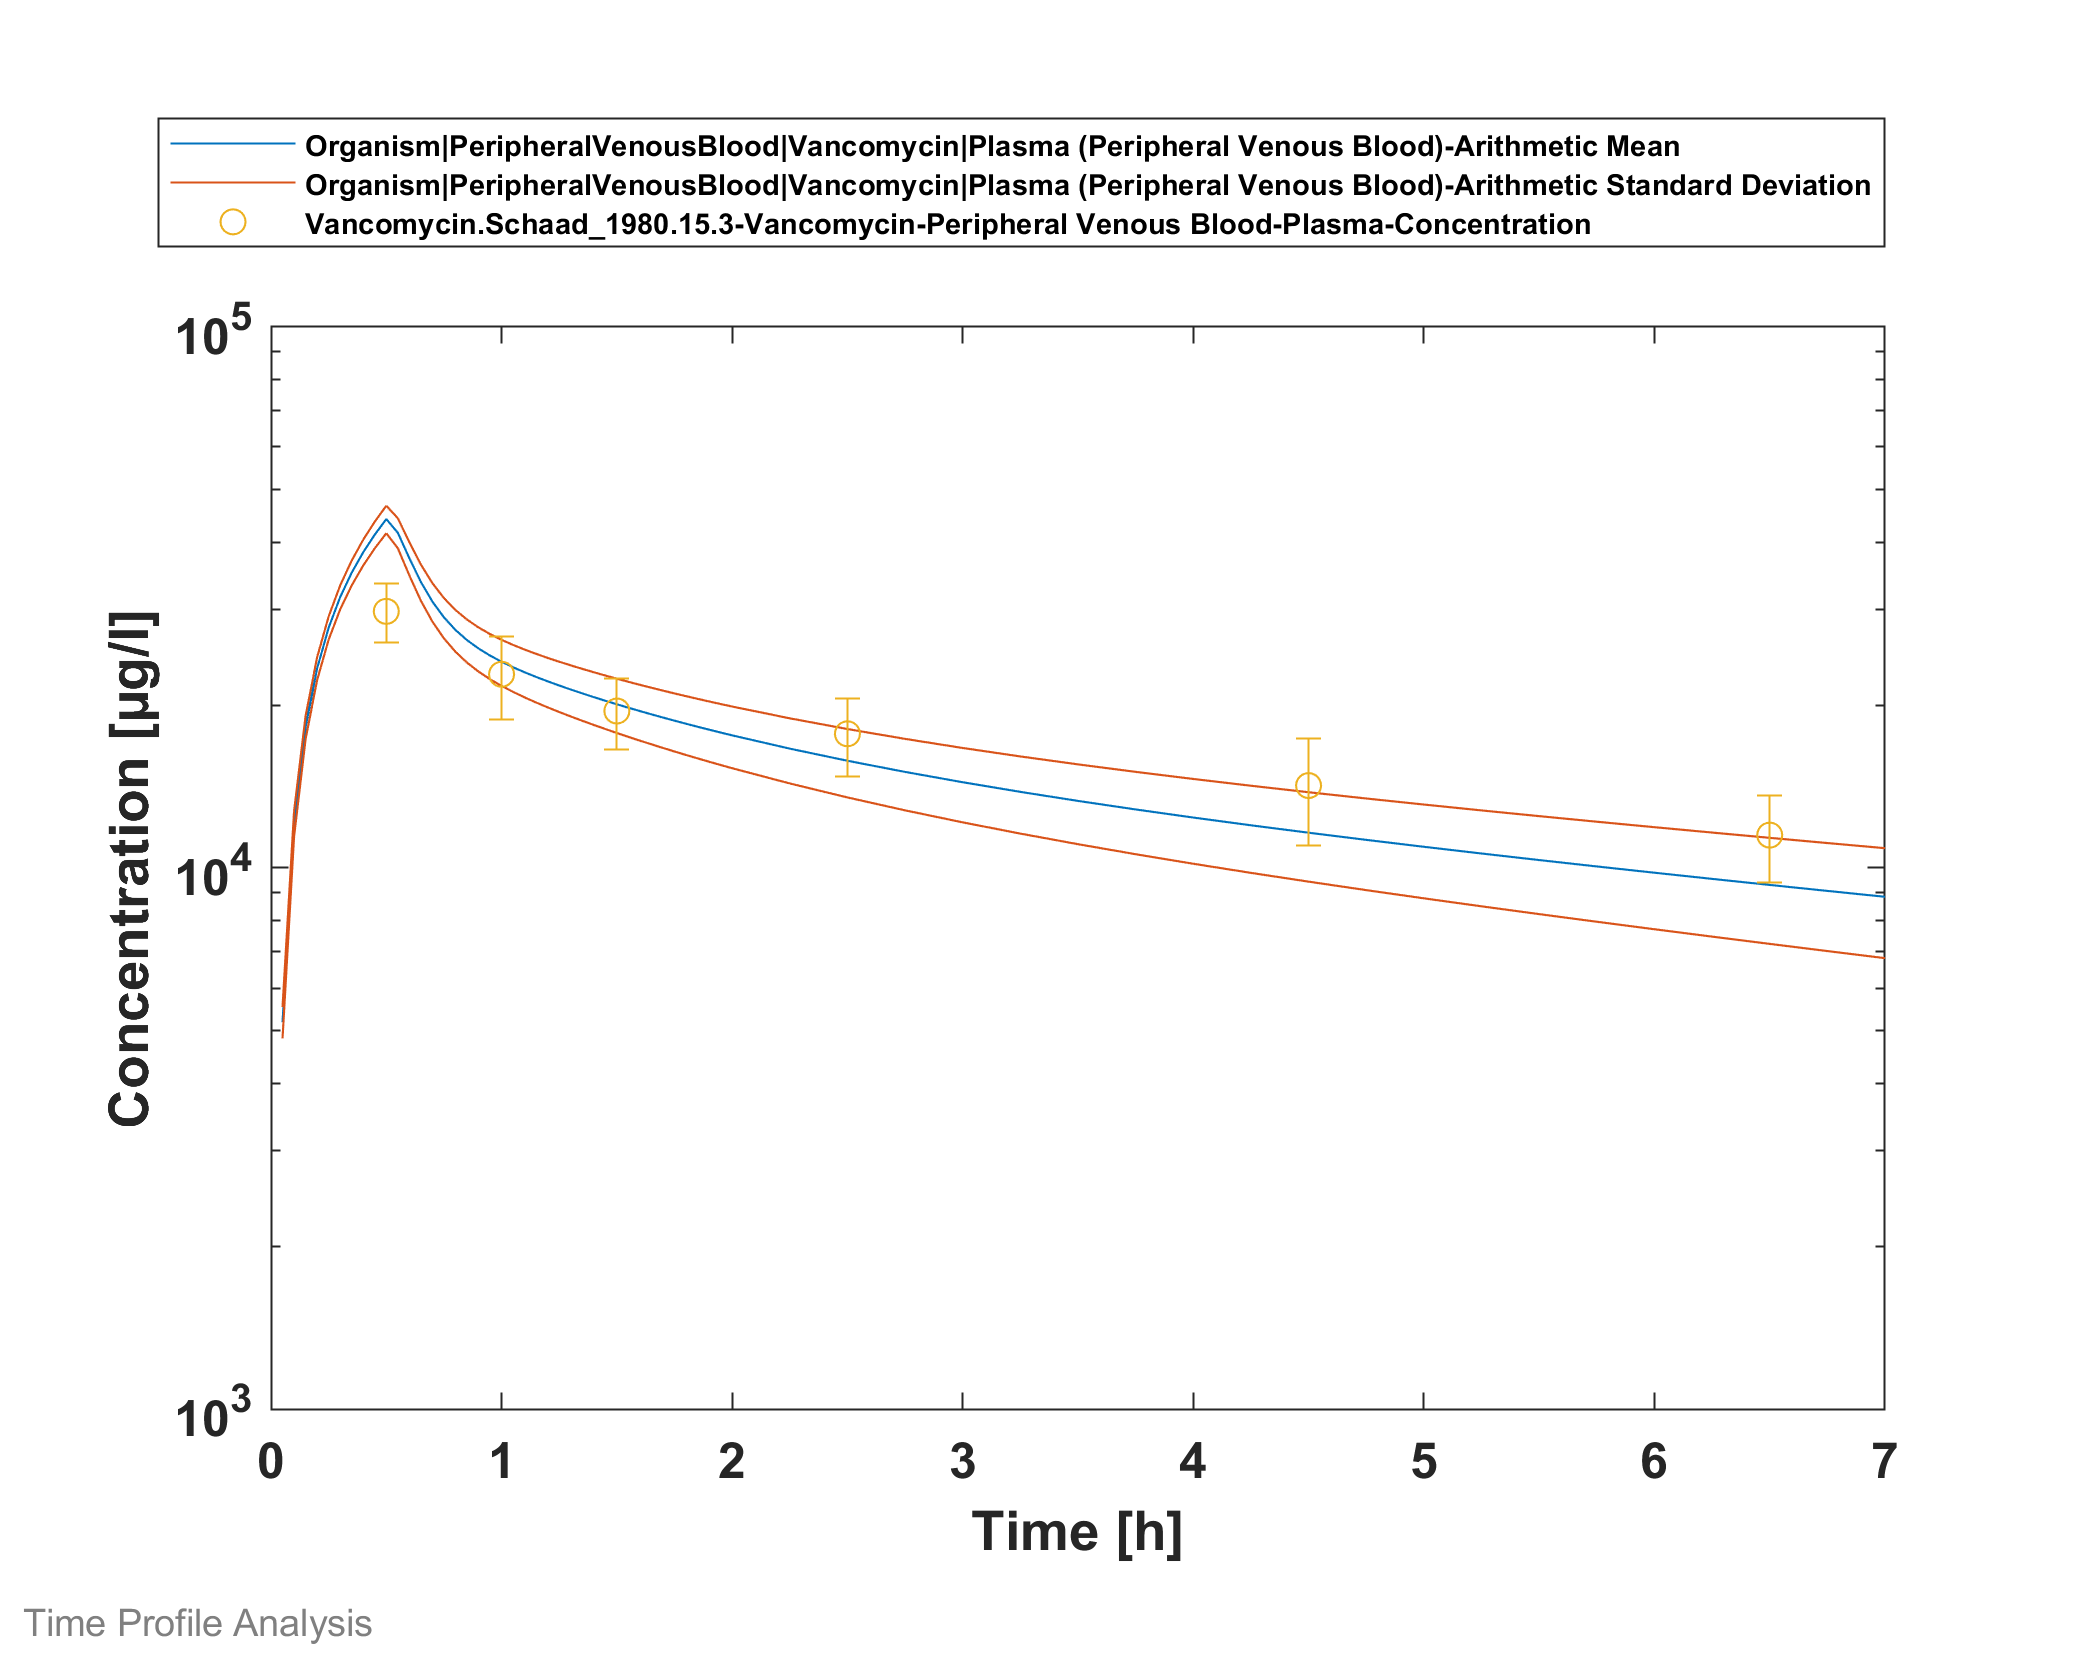 Organism|PeripheralVenousBlood|Vancomycin|Plasma (Peripheral Venous Blood)-Arithmetic Mean
Organism|PeripheralVenousBlood|Vancomycin|Plasma (Peripheral Venous Blood)-Arithmetic Standard Deviation
Vancomycin.Schaad_1980.15.3-Vancomycin-Peripheral Venous Blood-Plasma-Concentration
10^5
10^4
10^3
Concentration [µg/l]
0 1 2 3 4 5 6 7
Time [h]
Time Profile Analysis